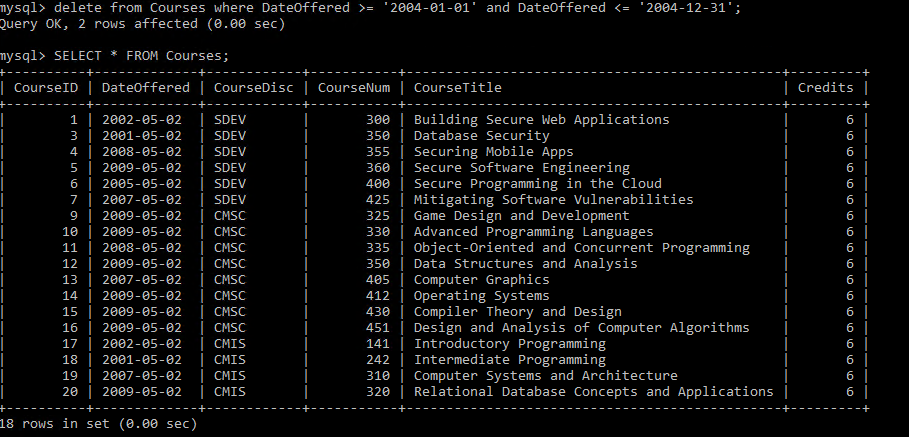 mysql> delete from Courses where DateOffered >= '2004-01-01' and DateOffered <= '2004-12-31';
Query OK, 2 rows affected (0.00 sec)
mysql> SELECT * FROM Courses;
+----------+-------------+------------+-----------+-----------------------------------------------+---------+
| CourseID | DateOffered | CourseDisc | CourseNum | CourseTitle                                   | Credits |
+----------+-------------+------------+-----------+-----------------------------------------------+---------+
|        1 | 2002-05-02  | SDEV       |       300 | Building Secure Web Applications              |       6 |
|        3 | 2001-05-02  | SDEV       |       350 | Database Security                             |       6 |
|        4 | 2008-05-02  | SDEV       |       355 | Securing Mobile Apps                          |       6 |
|        5 | 2009-05-02  | SDEV       |       360 | Secure Software Engineering                   |       6 |
|        6 | 2005-05-02  | SDEV       |       400 | Secure Programming in the Cloud               |       6 |
|        7 | 2007-05-02  | SDEV       |       425 | Mitigating Software Vulnerabilities           |       6 |
|        9 | 2009-05-02  | CMSC       |       325 | Game Design and Development                   |       6 |
|       10 | 2009-05-02  | CMSC       |       330 | Advanced Programming Languages                |       6 |
|       11 | 2008-05-02  | CMSC       |       335 | Object-Oriented and Concurrent Programming    |       6 |
|       12 | 2009-05-02  | CMSC       |       350 | Data Structures and Analysis                  |       6 |
|       13 | 2007-05-02  | CMSC       |       405 | Computer Graphics                             |       6 |
|       14 | 2009-05-02  | CMSC       |       412 | Operating Systems                             |       6 |
|       15 | 2009-05-02  | CMSC       |       430 | Compiler Theory and Design                    |       6 |
|       16 | 2009-05-02  | CMSC       |       451 | Design and Analysis of Computer Algorithms    |       6 |
|       17 | 2002-05-02  | CMIS       |       141 | Introductory Programming                      |       6 |
|       18 | 2001-05-02  | CMIS       |       242 | Intermediate Programming                      |       6 |
|       19 | 2007-05-02  | CMIS       |       310 | Computer Systems and Architecture             |       6 |
|       20 | 2009-05-02  | CMIS       |       320 | Relational Database Concepts and Applications |       6 |
+----------+-------------+------------+-----------+-----------------------------------------------+---------+
18 rows in set (0.00 sec)